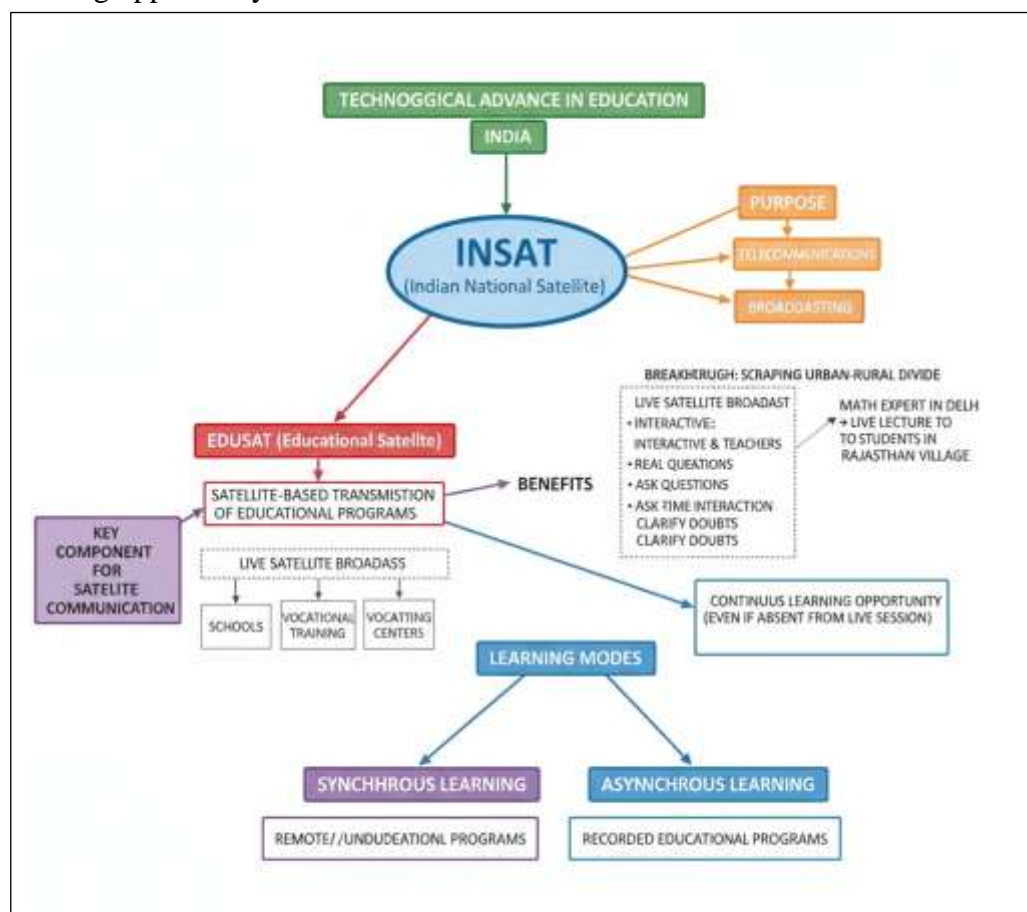 TECHNOGGICAL ADVANCE IN EDUCATION
INDIA
INSAT
(Indian National Satellite)
PURPOSE
TELECOMMUNICATIONS
BROADGASTING
BREAKHERUGH: SCRAPING URBAN-RURAL DIVIDE
LIVE SATELLITE BROADAST
• INTERACTIVE:
INTERACTIVE & TEACHERS
• REAL QUEATIONS
• ASK QUESTIONS
• ASK TIME INTERACTION
CLARIFY DOUBTS
CLARIFY DOUBTS
MATH EXPERT IN DELH
→ LIVE LECTURE TO
TO STUDENTS IN
RAJASTHAN VILLAGE
EDUSAT (Educational Satellite)
SATELLITE-BASED TRANSMISTION
OF EDUCATIONAL PROGRAMS
BENEFITS
KEY
COMPONENT
FOR
SATELITE
COMMUNICATION
LIVE SATELLITE BROADASS
SCHOOLS
VOCATIONAL
TRAINING
VOCATTING
CENTERS
CONTINUUS LEARNING OPPORTUNITY
(EVEN IF ABSENT FROM LIVE SESSION)
LEARNING MODES
SYNCHHROUS LEARNING
ASYNNCHROUS LEARNING
REMOTE/ /UNDUDEATIONL PROGRAMS
RECORDED EDUCATIONAL PROGRAMS